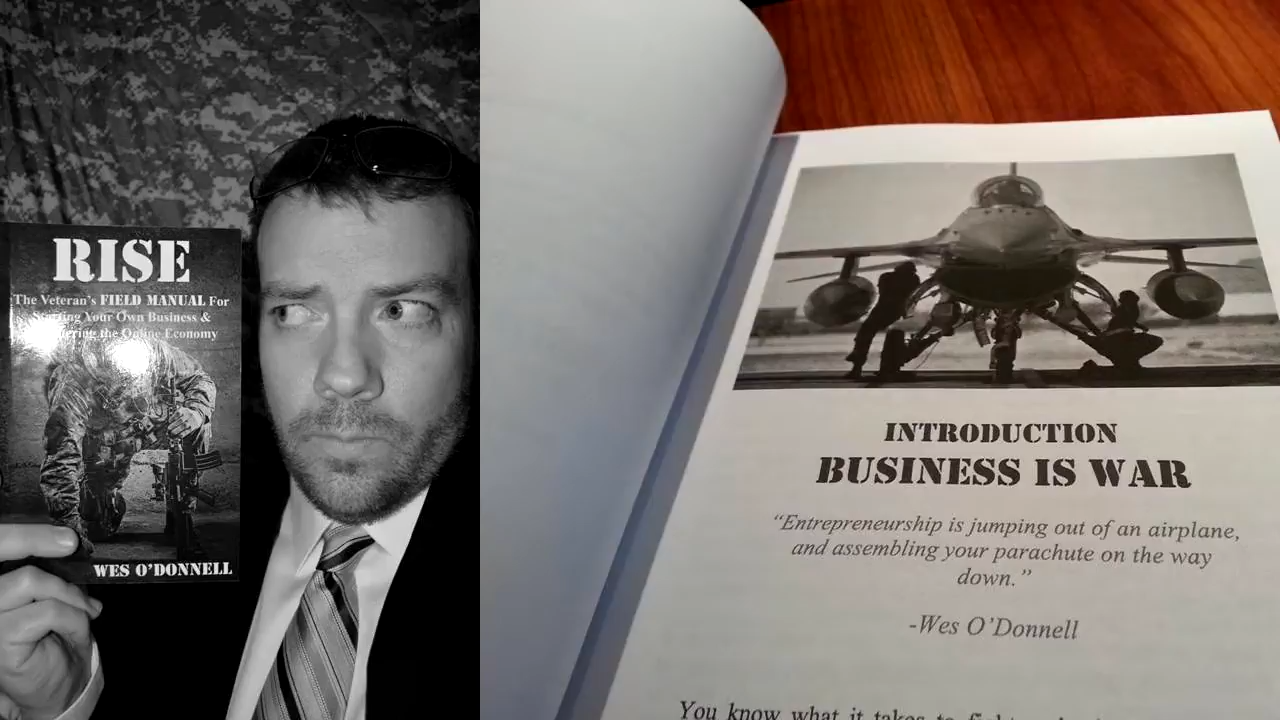 RISE
The Veteran's FIELD MANUAL For
Starting Your Own Business &
the Online Economy
WES O'DONNELL
INTRODUCTION
BUSINESS IS WAR
“Entrepreneurship is jumping out of an airplane,
and assembling your parachute on the way
down.”
-Wes O'Donnell
You know what it takes to